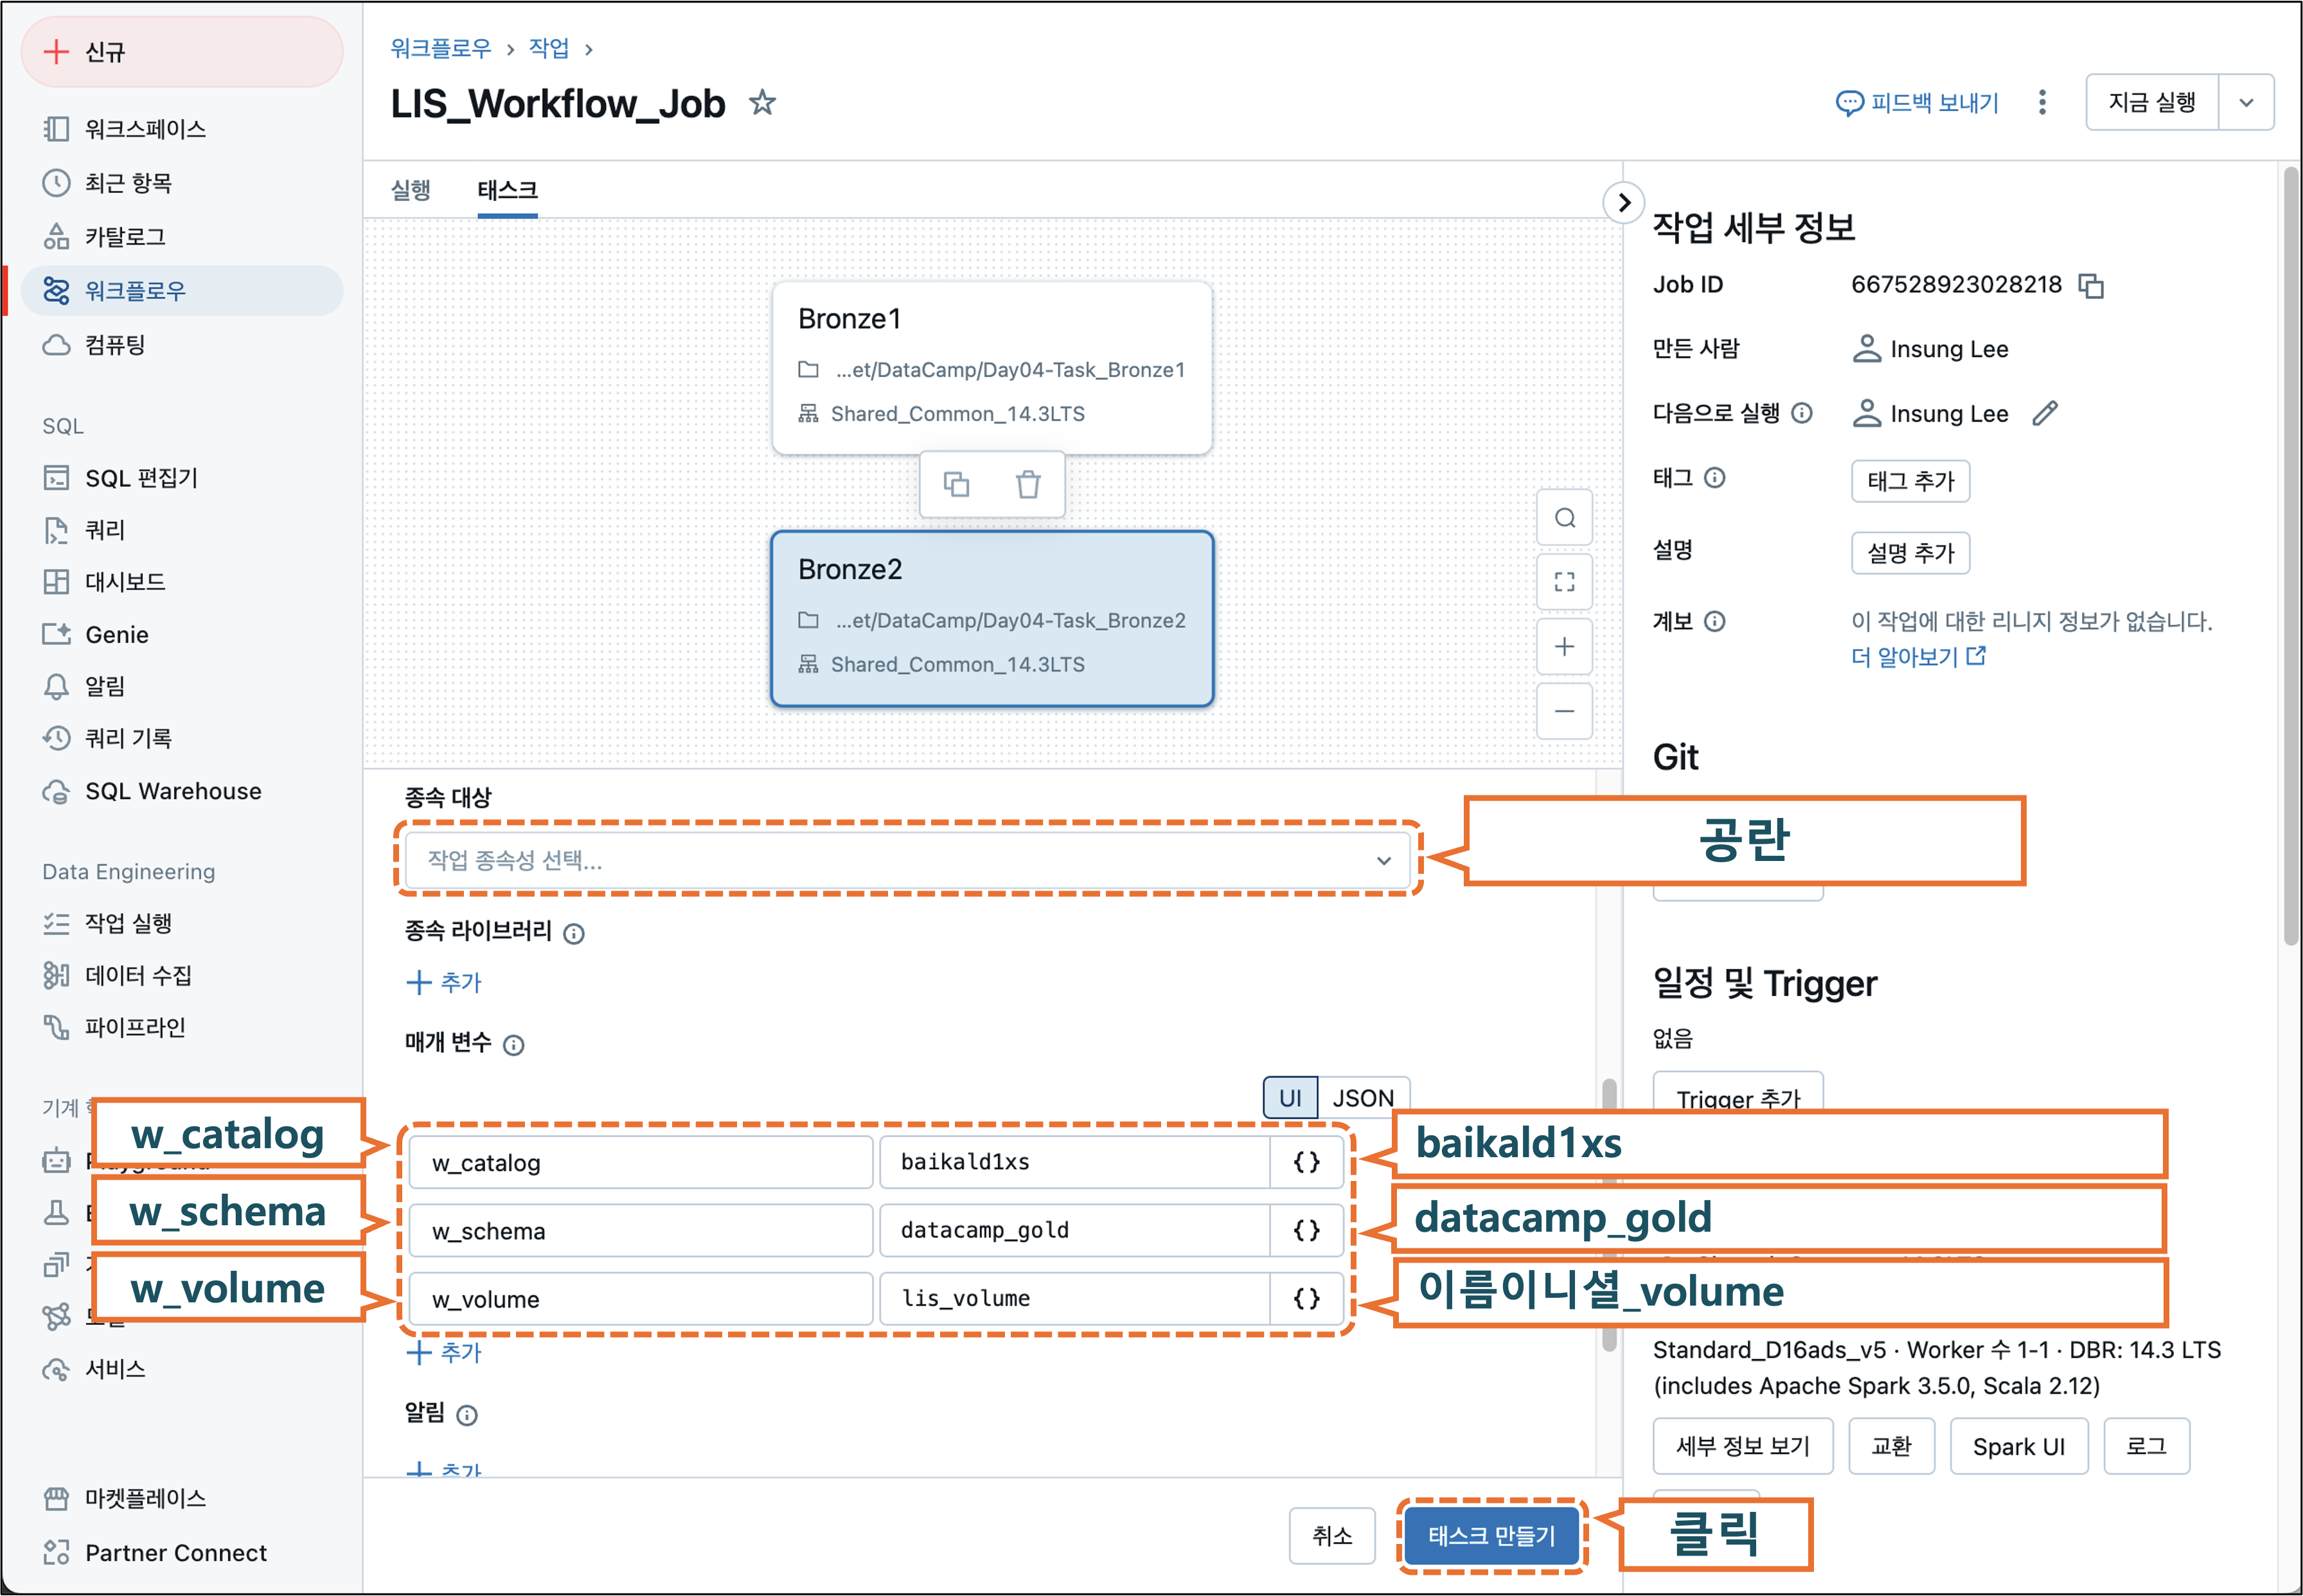 신규
워크스페이스
최근 항목
카탈로그
워크플로우
컴퓨팅
SQL
SQL 편집기
쿼리
대시보드
Genie
알림
쿼리 기록
SQL Warehouse
Data Engineering
작업 실행
데이터 수집
파이프라인
기계
서비스
마켓플레이스
Partner Connect
워크플로우 › 작업 ›
LIS_Workflow_Job
피드백 보내기
지금 실행
실행 태스크
Bronze1
...et/DataCamp/Day04-Task_Bronze1
Shared_Common_14.3LTS
Bronze2
...et/DataCamp/Day04-Task_Bronze2
Shared_Common_14.3LTS
종속 대상
작업 종속성 선택...
공란
종속 라이브러리
+ 추가
매개 변수
UI JSON
w_catalog
w_catalog baikald1xs {}
baikald1xs
w_schema
w_schema datacamp_gold {}
datacamp_gold
w_volume
w_volume lis_volume {}
이름이니셜_volume
+ 추가
알림
+ 추가
취소 태스크 만들기
클릭
작업 세부 정보
Job ID 667528923028218
만든 사람 Insung Lee
다음으로 실행 Insung Lee
태그 태그 추가
설명 설명 추가
계보 이 작업에 대한 리니지 정보가 없습니다.
더 알아보기
Git
일정 및 Trigger
없음
Trigger 추가
Standard_D16ads_v5 · Worker 수 1-1 · DBR: 14.3 LTS
(includes Apache Spark 3.5.0, Scala 2.12)
세부 정보 보기 교환 Spark UI 로그